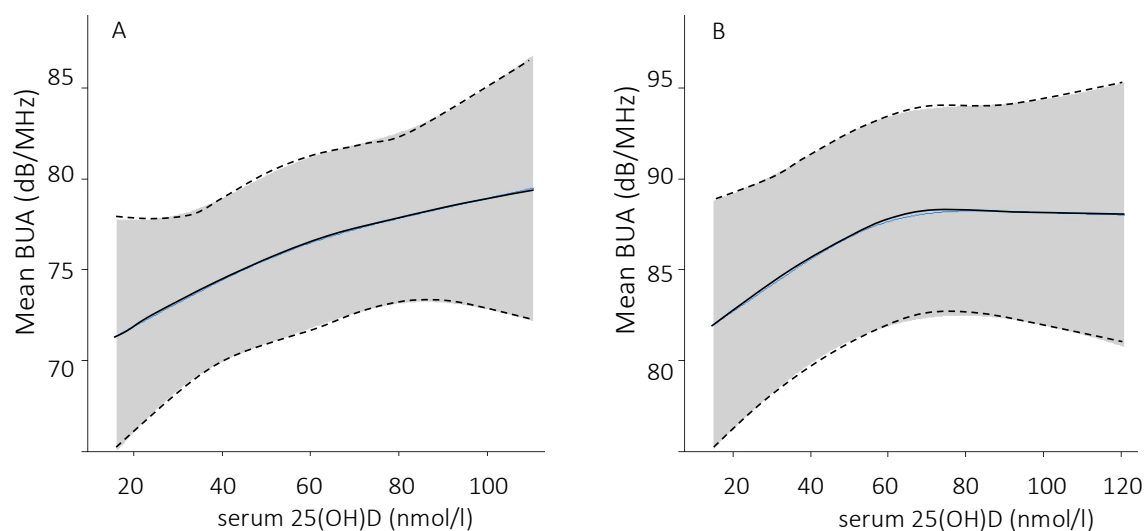 A
Mean BUA (dB/MHz)
85
80
75
70
20 40 60 80 100
serum 25(OH)D (nmol/l)
B
Mean BUA (dB/MHz)
95
90
85
80
20 40 60 80 100 120
serum 25(OH)D (nmol/l)